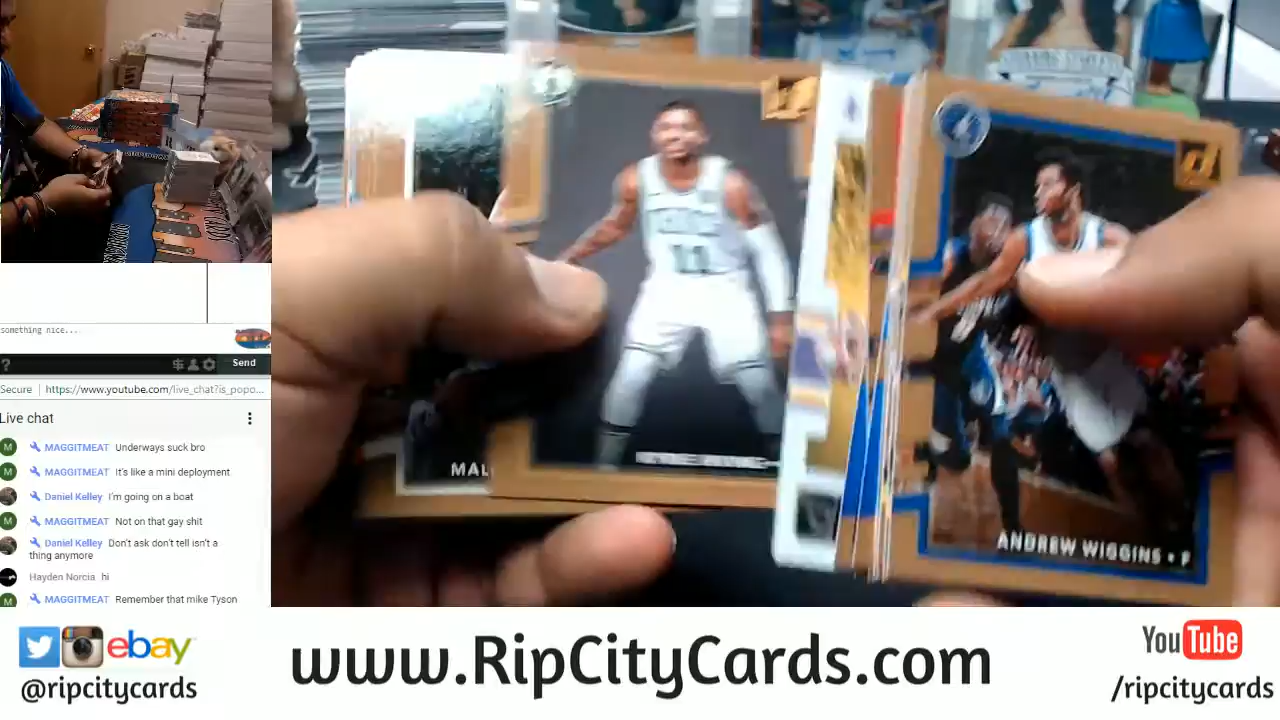 something nice...
?
Send
Secure | https://www.youtube.com/live_chat?is_popo...
Live chat
M MAGGITMEAT Underways suck bro
M MAGGITMEAT It's like a mini deployment
Daniel Kelley I'm going on a boat
M MAGGITMEAT Not on that gay shit
Daniel Kelley Don't ask don't tell isn't a
thing anymore
Hayden Norcia hi
M MAGGITMEAT Remember that mike Tyson
MAL
11
ANDREW WIGGINS • F
ebay
@ripcitycards
www.RipCityCards.com
YouTube
/ripcitycards